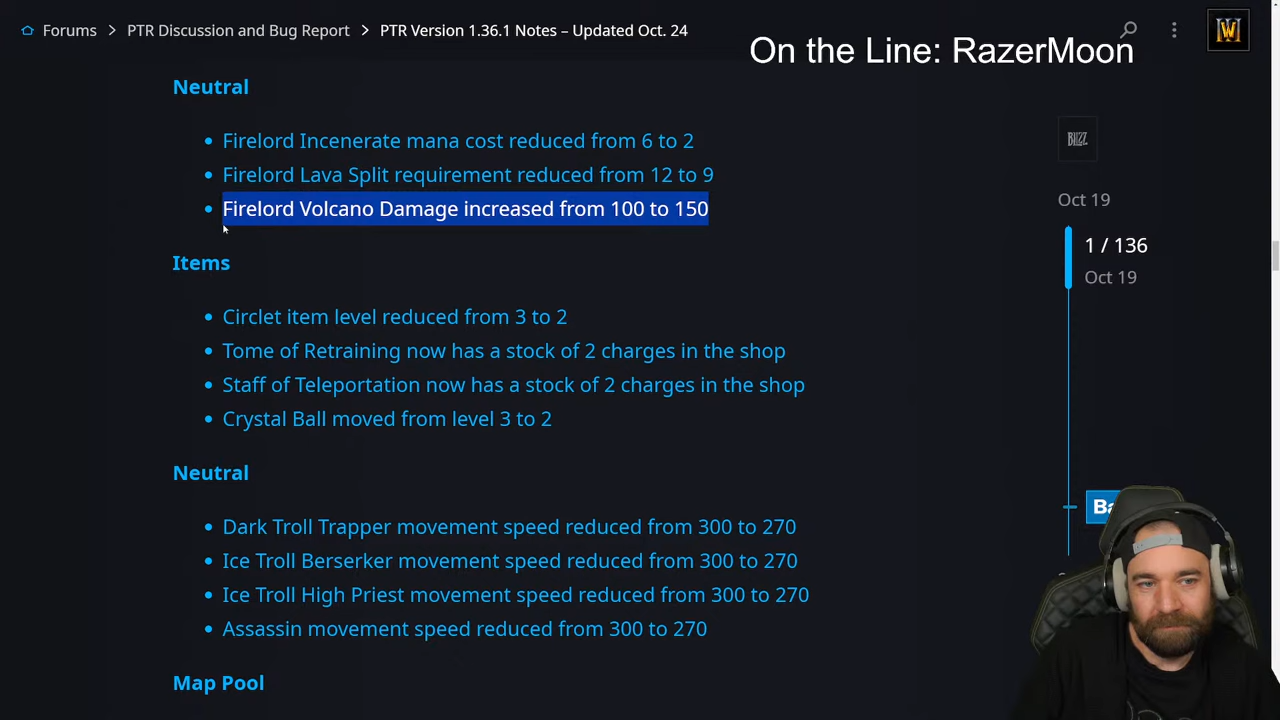 Forums > PTR Discussion and Bug Report > PTR Version 1.36.1 Notes – Updated Oct. 24
On the Line: RazerMoon
Neutral
• Firelord Incenerate mana cost reduced from 6 to 2
• Firelord Lava Split requirement reduced from 12 to 9
• Firelord Volcano Damage increased from 100 to 150
Items
• Circlet item level reduced from 3 to 2
• Tome of Retraining now has a stock of 2 charges in the shop
• Staff of Teleportation now has a stock of 2 charges in the shop
• Crystal Ball moved from level 3 to 2
Neutral
• Dark Troll Trapper movement speed reduced from 300 to 270
• Ice Troll Berserker movement speed reduced from 300 to 270
• Ice Troll High Priest movement speed reduced from 300 to 270
• Assassin movement speed reduced from 300 to 270
Map Pool
BLIZZ
Oct 19
1 / 136
Oct 19